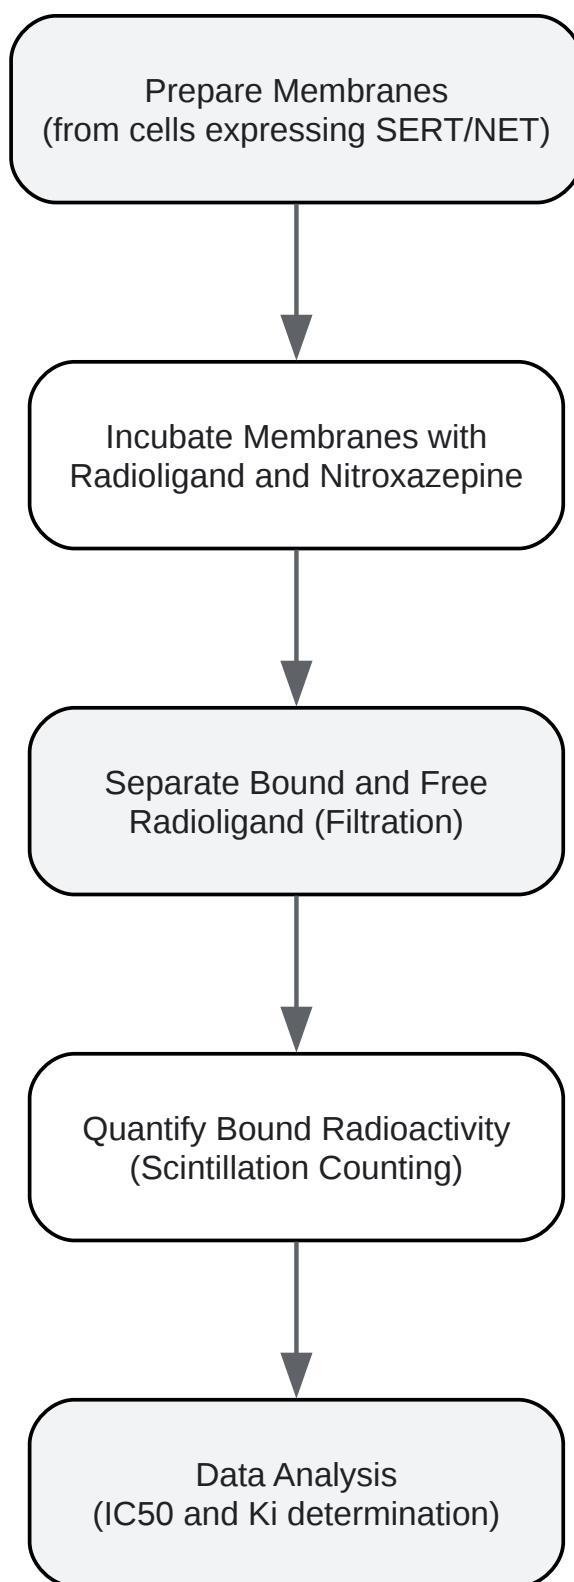 Prepare Membranes
(from cells expressing SERT/NET)
Incubate Membranes with
Radioligand and Nitroxazepine
Separate Bound and Free
Radioligand (Filtration)
Quantify Bound Radioactivity
(Scintillation Counting)
Data Analysis
(IC50 and Ki determination)